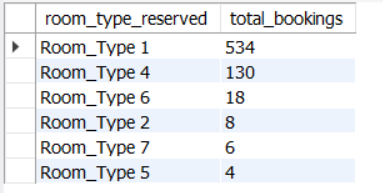 room_type_reserved total_bookings
Room_Type 1 534
Room_Type 4 130
Room_Type 6 18
Room_Type 2 8
Room_Type 7 6
Room_Type 5 4